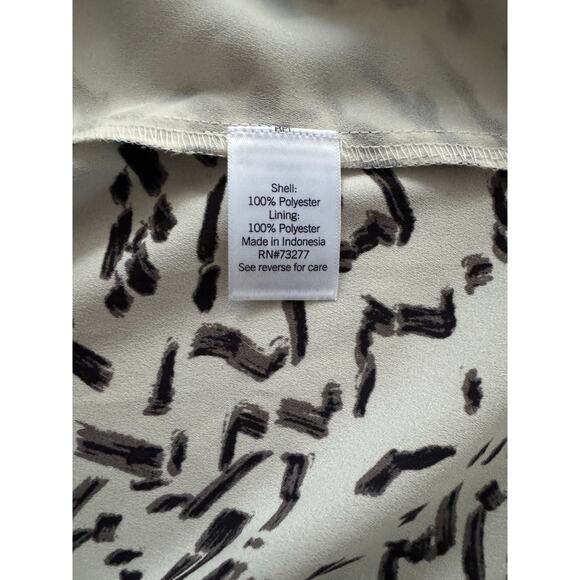 Shell:
100% Polyester
Lining:
100% Polyester
Made in Indonesia
RN#73277
See reverse for care